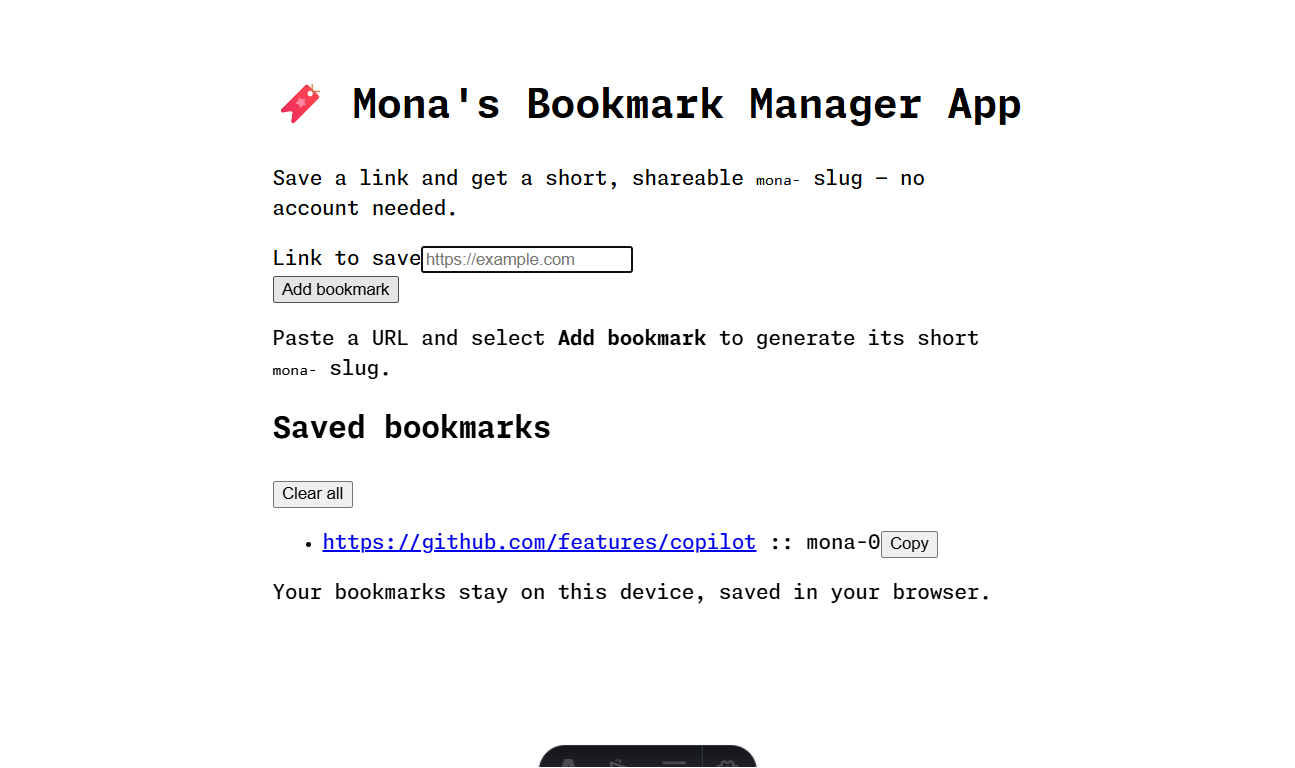 Mona's Bookmark Manager App
Save a link and get a short, shareable mona- slug — no
account needed.
Link to save https://example.com
Add bookmark
Paste a URL and select Add bookmark to generate its short
mona- slug.
Saved bookmarks
Clear all
• https://github.com/features/copilot :: mona-0 Copy
Your bookmarks stay on this device, saved in your browser.